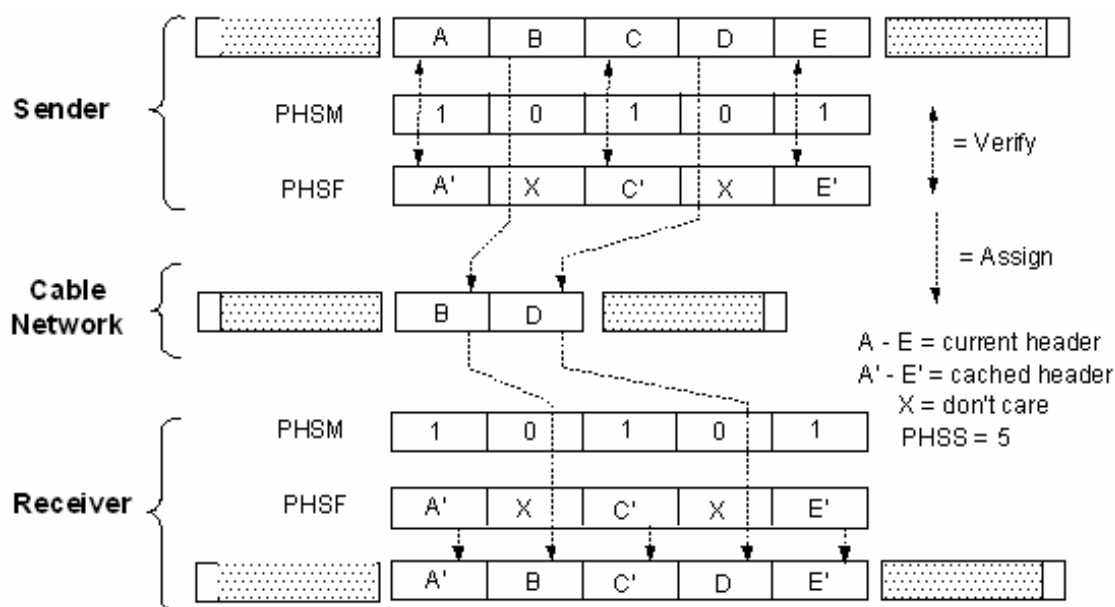 A B C D E
Sender
PHSM 1 0 1 0 1
= Verify
PHSF A' X C' X E'
= Assign
Cable
Network
B D
A - E = current header
A' - E' = cached header
X = don't care
PHSS = 5
PHSM 1 0 1 0 1
Receiver
PHSF A' X C' X E'
A' B C' D E'